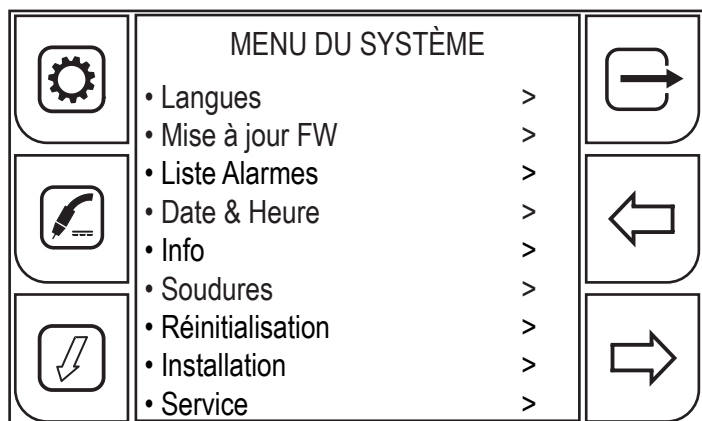 MENU DU SYSTÈME
• Langues >
• Mise à jour FW >
• Liste Alarmes >
• Date & Heure >
• Info >
• Soudures >
• Réinitialisation >
• Installation >
• Service >